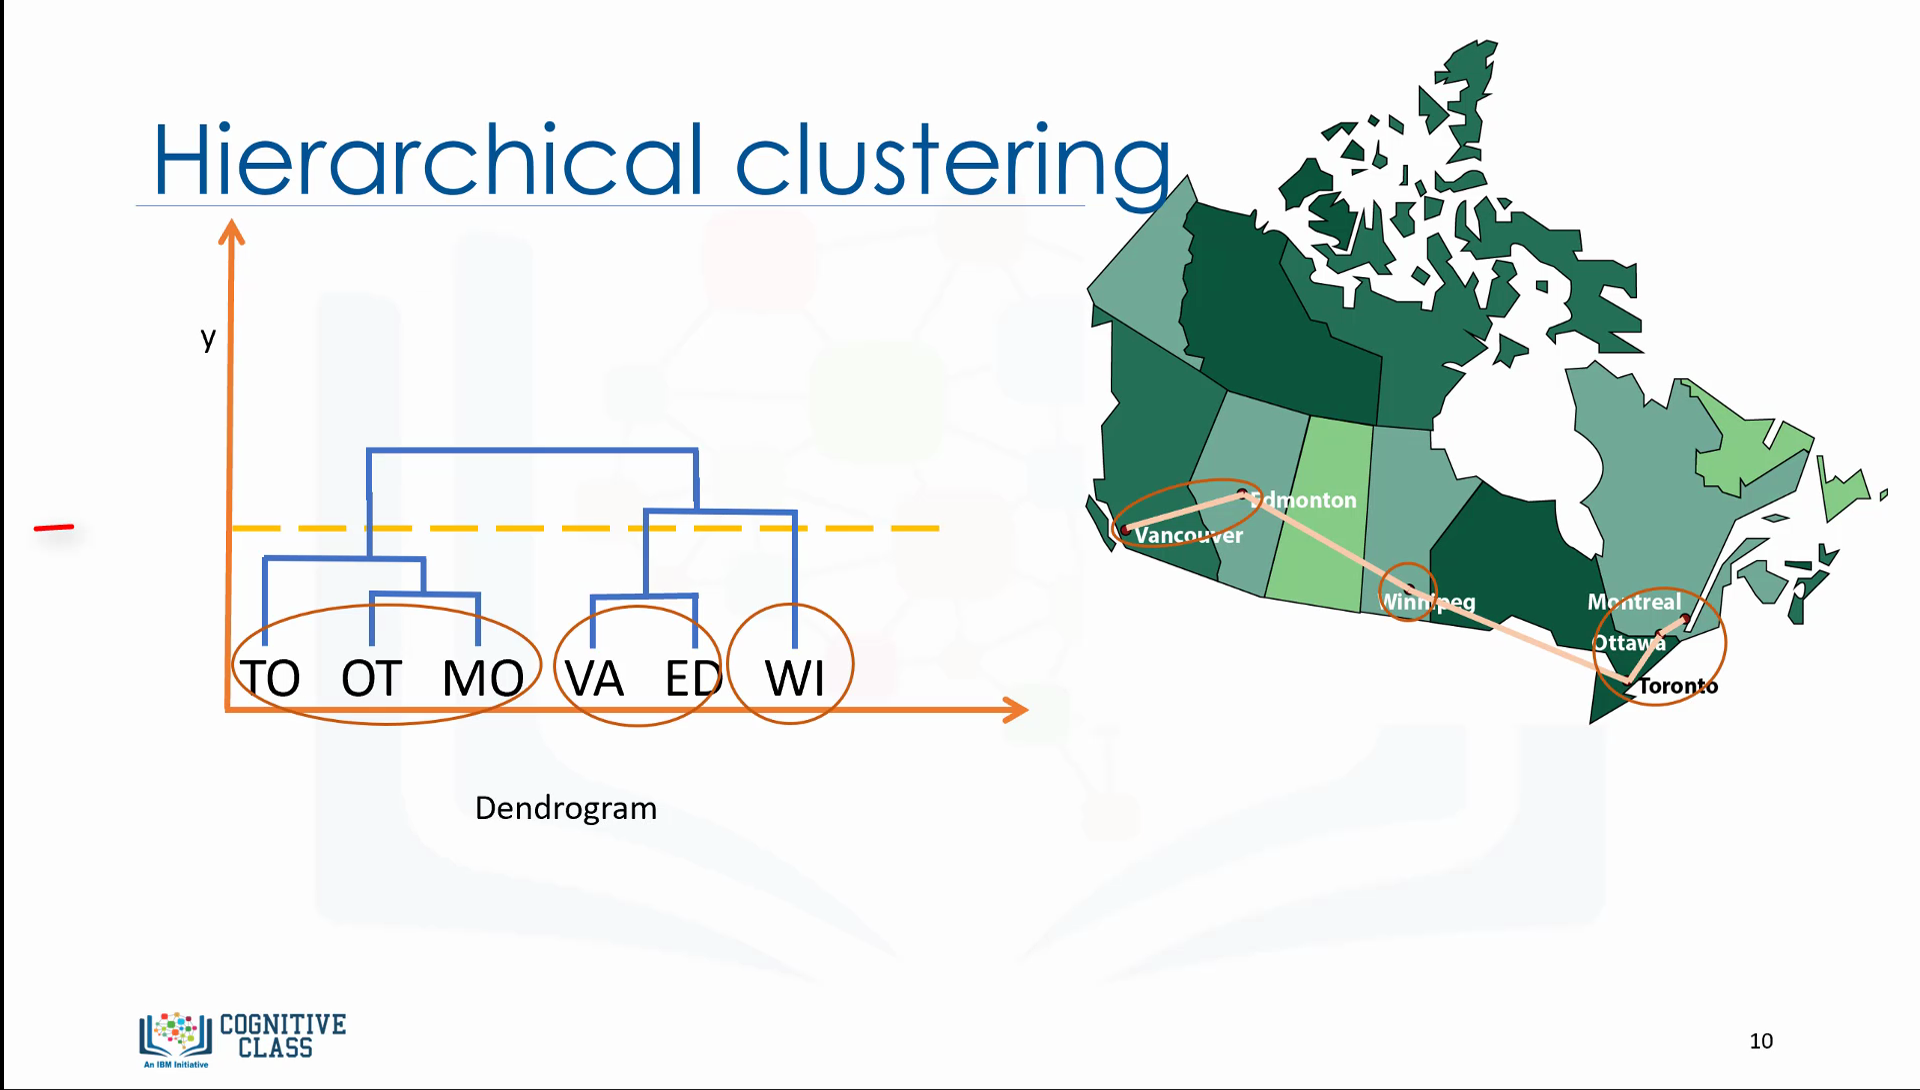 Hierarchical clustering
y
TO OT MO VA ED WI
Dendrogram
Edmonton
Vancouver
Winnipeg
Montreal
Ottawa
Toronto
COGNITIVE
CLASS
An IBM Initiative
10